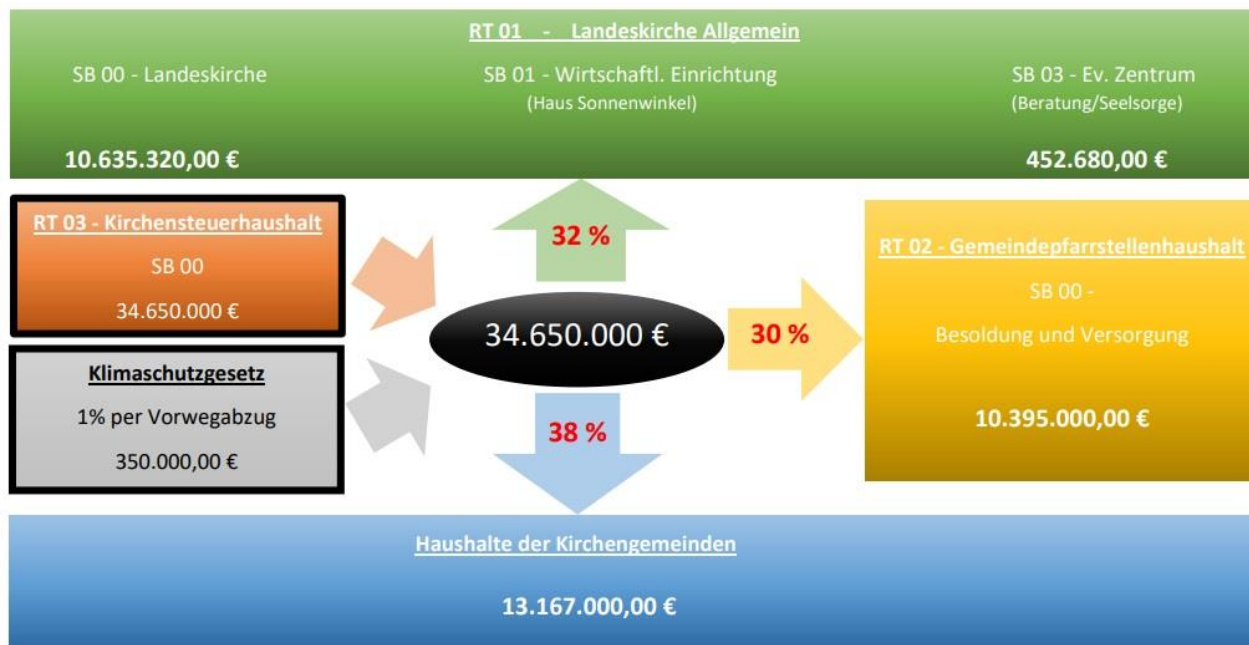 RT 01 - Landeskirche Allgemein
SB 00 - Landeskirche
SB 01 - Wirtschaftl. Einrichtung
SB 03 - Ev. Zentrum
(Haus Sonnenwinkel)
(Beratung/Seelsorge)
10.635.320,00 €
452.680,00 €
RT 03 - Kirchensteuerhaushalt
SB 00
34.650.000 €
32 %
34.650.000 €
30 %
38 %
RT 02 - Gemeindepfarrstellenhaushalt
SB 00 -
Besoldung und Versorgung
10.395.000,00 €
Klimaschutzgesetz
1% per Vorwegabzug
350.000,00 €
Haushalte der Kirchengemeinden
13.167.000,00 €